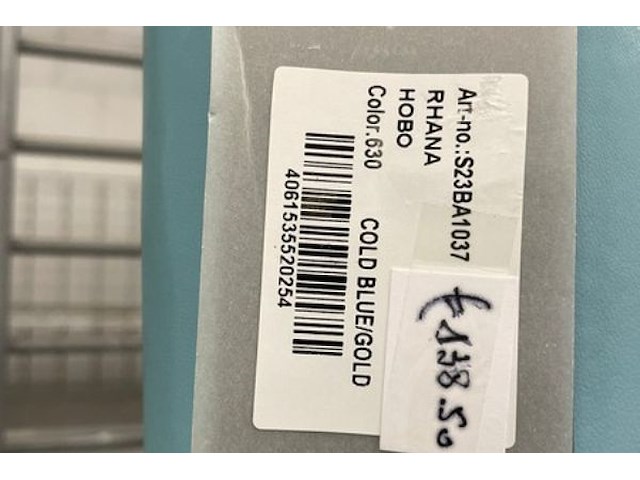 Art-no.:S23BA1037
RHANA
HOBO
Color.630 COLD BLUE/GOLD
4061535520254
£138.50